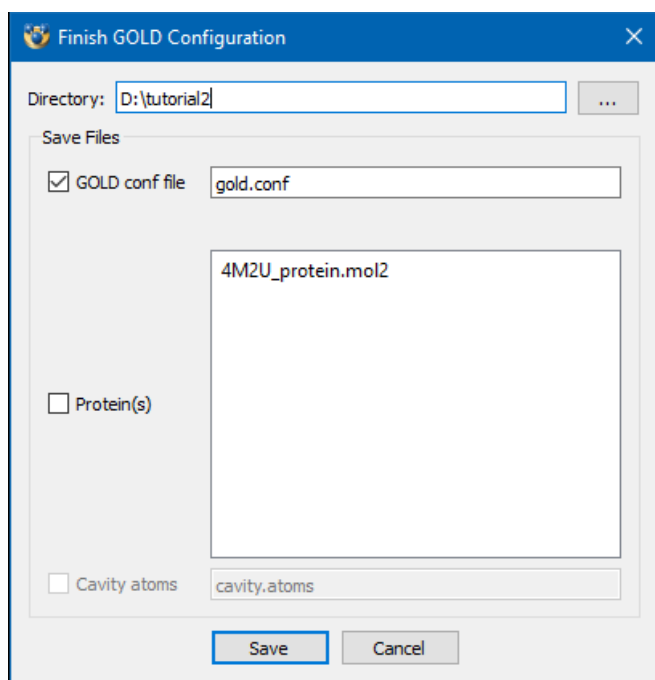 Finish GOLD Configuration
Directory: D:\tutorial2 ...
Save Files
GOLD conf file gold.conf
4M2U_protein.mol2
Protein(s)
Cavity atoms cavity.atoms
Save Cancel